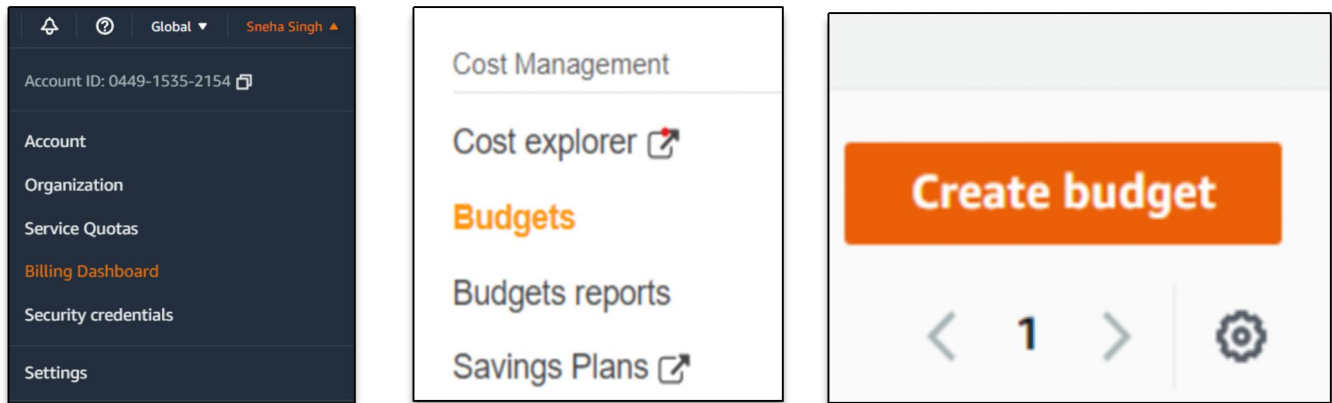 Global ▼ Sneha Singh ▲
Account ID: 0449-1535-2154
Account
Organization
Service Quotas
Billing Dashboard
Security credentials
Settings
Cost Management
Cost explorer
Budgets
Budgets reports
Savings Plans
Create budget
1